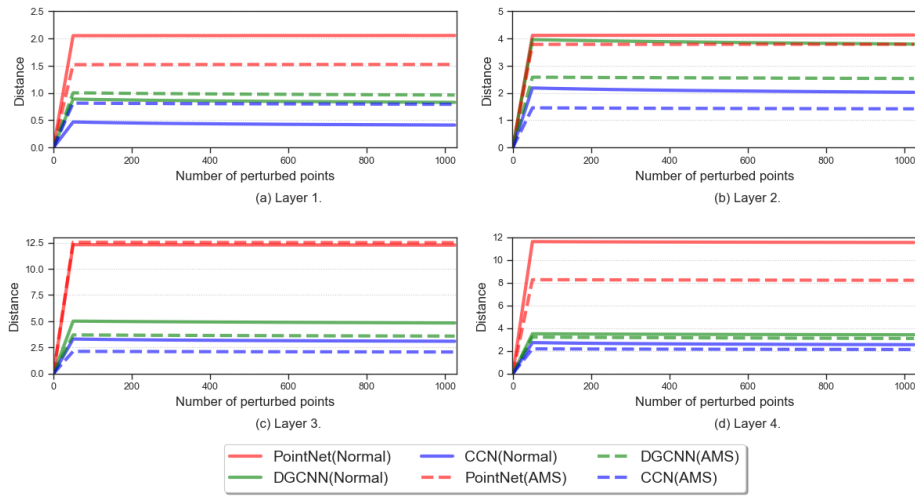 2.5
2.0
1.5
1.0
0.5
0.0
Distance
0 200 400 600 800 1000
Number of perturbed points
(a) Layer 1.
5
4
3
2
1
0
Distance
0 200 400 600 800 1000
Number of perturbed points
(b) Layer 2.
12.5
10.0
7.5
5.0
2.5
0.0
Distance
0 200 400 600 800 1000
Number of perturbed points
(c) Layer 3.
12
10
8
6
4
2
0
Distance
0 200 400 600 800 1000
Number of perturbed points
(d) Layer 4.
PointNet(Normal) CCN(Normal) DGCNN(AMS)
DGCNN(Normal) PointNet(AMS) CCN(AMS)